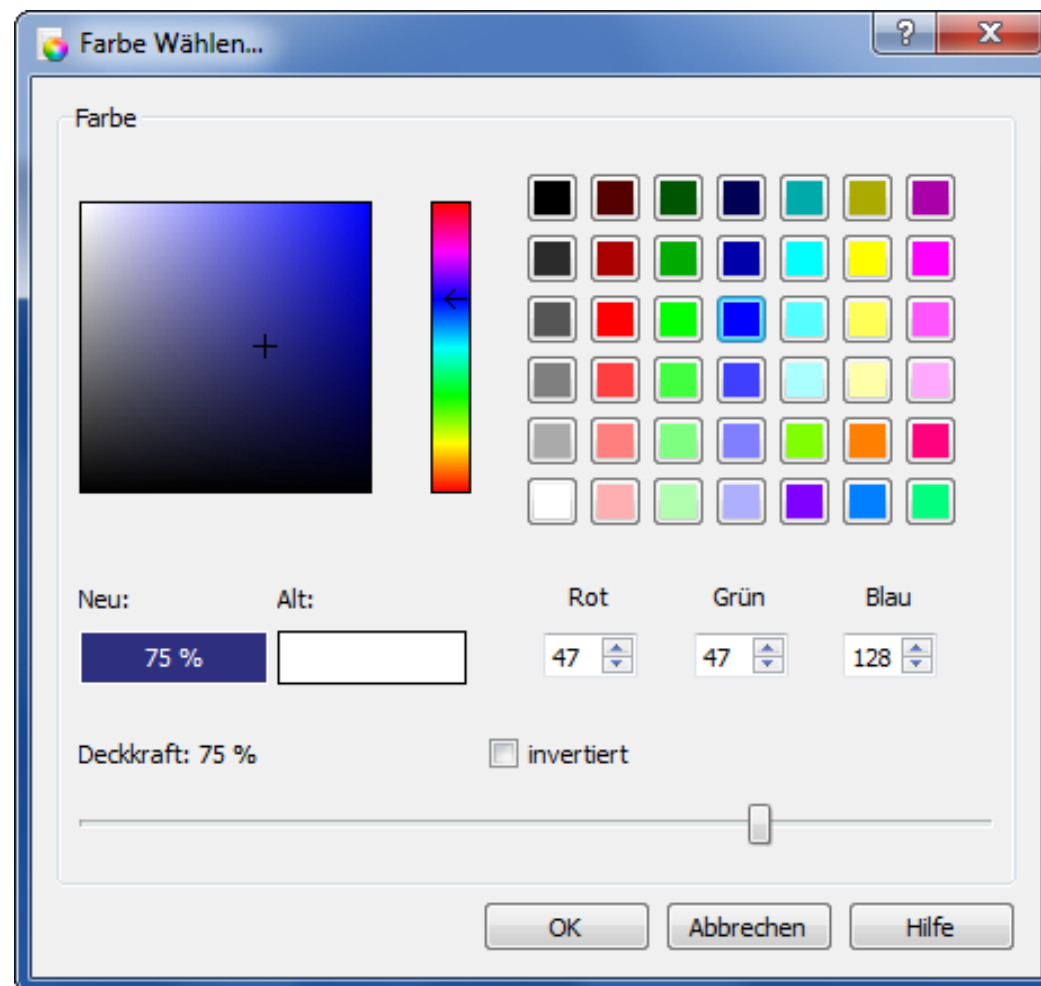 Farbe Wählen...
?
Farbe
Neu: Alt: Rot Grün Blau
75 % 47 47 128
Deckkraft: 75 % invertiert
OK Abbrechen Hilfe